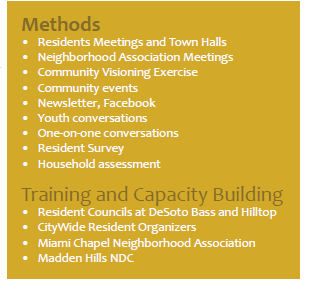 Methods
• Residents Meetings and Town Halls
• Neighborhood Association Meetings
• Community Visioning Exercise
• Community events
• Newsletter, Facebook
• Youth conversations
• One-on-one conversations
• Resident Survey
• Household assessment
Training and Capacity Building
• Resident Councils at DeSoto Bass and Hilltop
• CityWide Resident Organizers
• Miami Chapel Neighborhood Association
• Madden Hills NDC